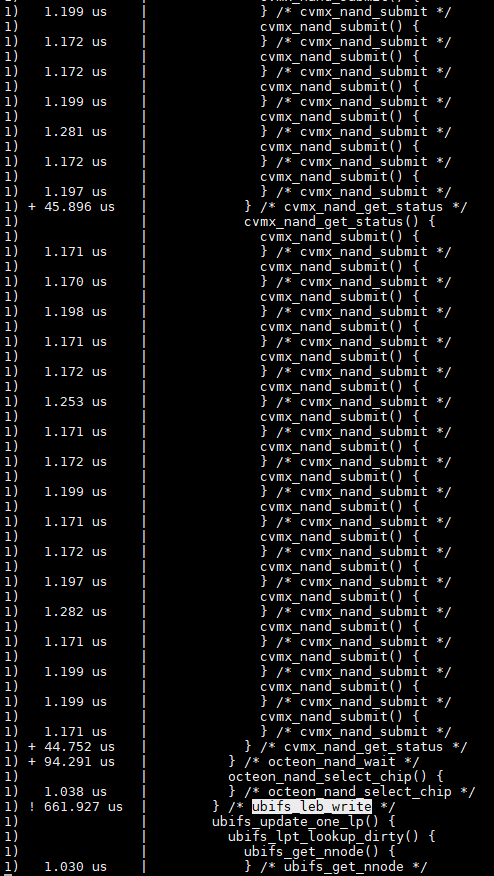 1)               |               cvmx_nand_submit() {
1)   1.199 us    |               } /* cvmx_nand_submit */
1)               |               cvmx_nand_submit() {
1)   1.172 us    |               } /* cvmx_nand_submit */
1)               |               cvmx_nand_submit() {
1)   1.172 us    |               } /* cvmx_nand_submit */
1)               |               cvmx_nand_submit() {
1)   1.199 us    |               } /* cvmx_nand_submit */
1)               |               cvmx_nand_submit() {
1)   1.281 us    |               } /* cvmx_nand_submit */
1)               |               cvmx_nand_submit() {
1)   1.172 us    |               } /* cvmx_nand_submit */
1)               |               cvmx_nand_submit() {
1)   1.197 us    |               } /* cvmx_nand_submit */
1) + 45.896 us   |             } /* cvmx_nand_get_status */
1)               |             cvmx_nand_get_status() {
1)               |               cvmx_nand_submit() {
1)   1.171 us    |               } /* cvmx_nand_submit */
1)               |               cvmx_nand_submit() {
1)   1.170 us    |               } /* cvmx_nand_submit */
1)               |               cvmx_nand_submit() {
1)   1.198 us    |               } /* cvmx_nand_submit */
1)               |               cvmx_nand_submit() {
1)   1.171 us    |               } /* cvmx_nand_submit */
1)               |               cvmx_nand_submit() {
1)   1.172 us    |               } /* cvmx_nand_submit */
1)               |               cvmx_nand_submit() {
1)   1.253 us    |               } /* cvmx_nand_submit */
1)               |               cvmx_nand_submit() {
1)   1.171 us    |               } /* cvmx_nand_submit */
1)               |               cvmx_nand_submit() {
1)   1.172 us    |               } /* cvmx_nand_submit */
1)               |               cvmx_nand_submit() {
1)   1.199 us    |               } /* cvmx_nand_submit */
1)               |               cvmx_nand_submit() {
1)   1.171 us    |               } /* cvmx_nand_submit */
1)               |               cvmx_nand_submit() {
1)   1.172 us    |               } /* cvmx_nand_submit */
1)               |               cvmx_nand_submit() {
1)   1.197 us    |               } /* cvmx_nand_submit */
1)               |               cvmx_nand_submit() {
1)   1.282 us    |               } /* cvmx_nand_submit */
1)               |               cvmx_nand_submit() {
1)   1.171 us    |               } /* cvmx_nand_submit */
1)               |               cvmx_nand_submit() {
1)   1.199 us    |               } /* cvmx_nand_submit */
1)               |               cvmx_nand_submit() {
1)   1.199 us    |               } /* cvmx_nand_submit */
1)               |               cvmx_nand_submit() {
1)   1.171 us    |               } /* cvmx_nand_submit */
1) + 44.752 us   |             } /* cvmx_nand_get_status */
1) + 94.291 us   |           } /* octeon_nand_wait */
1)               |           octeon_nand_select_chip() {
1)   1.038 us    |           } /* octeon_nand_select_chip */
1) ! 661.927 us  |         } /* ubifs_leb_write */
1)               |         ubifs_update_one_lp() {
1)               |           ubifs_lpt_lookup_dirty() {
1)               |             ubifs_get_nnode() {
1)   1.030 us    |             } /* ubifs_get_nnode */